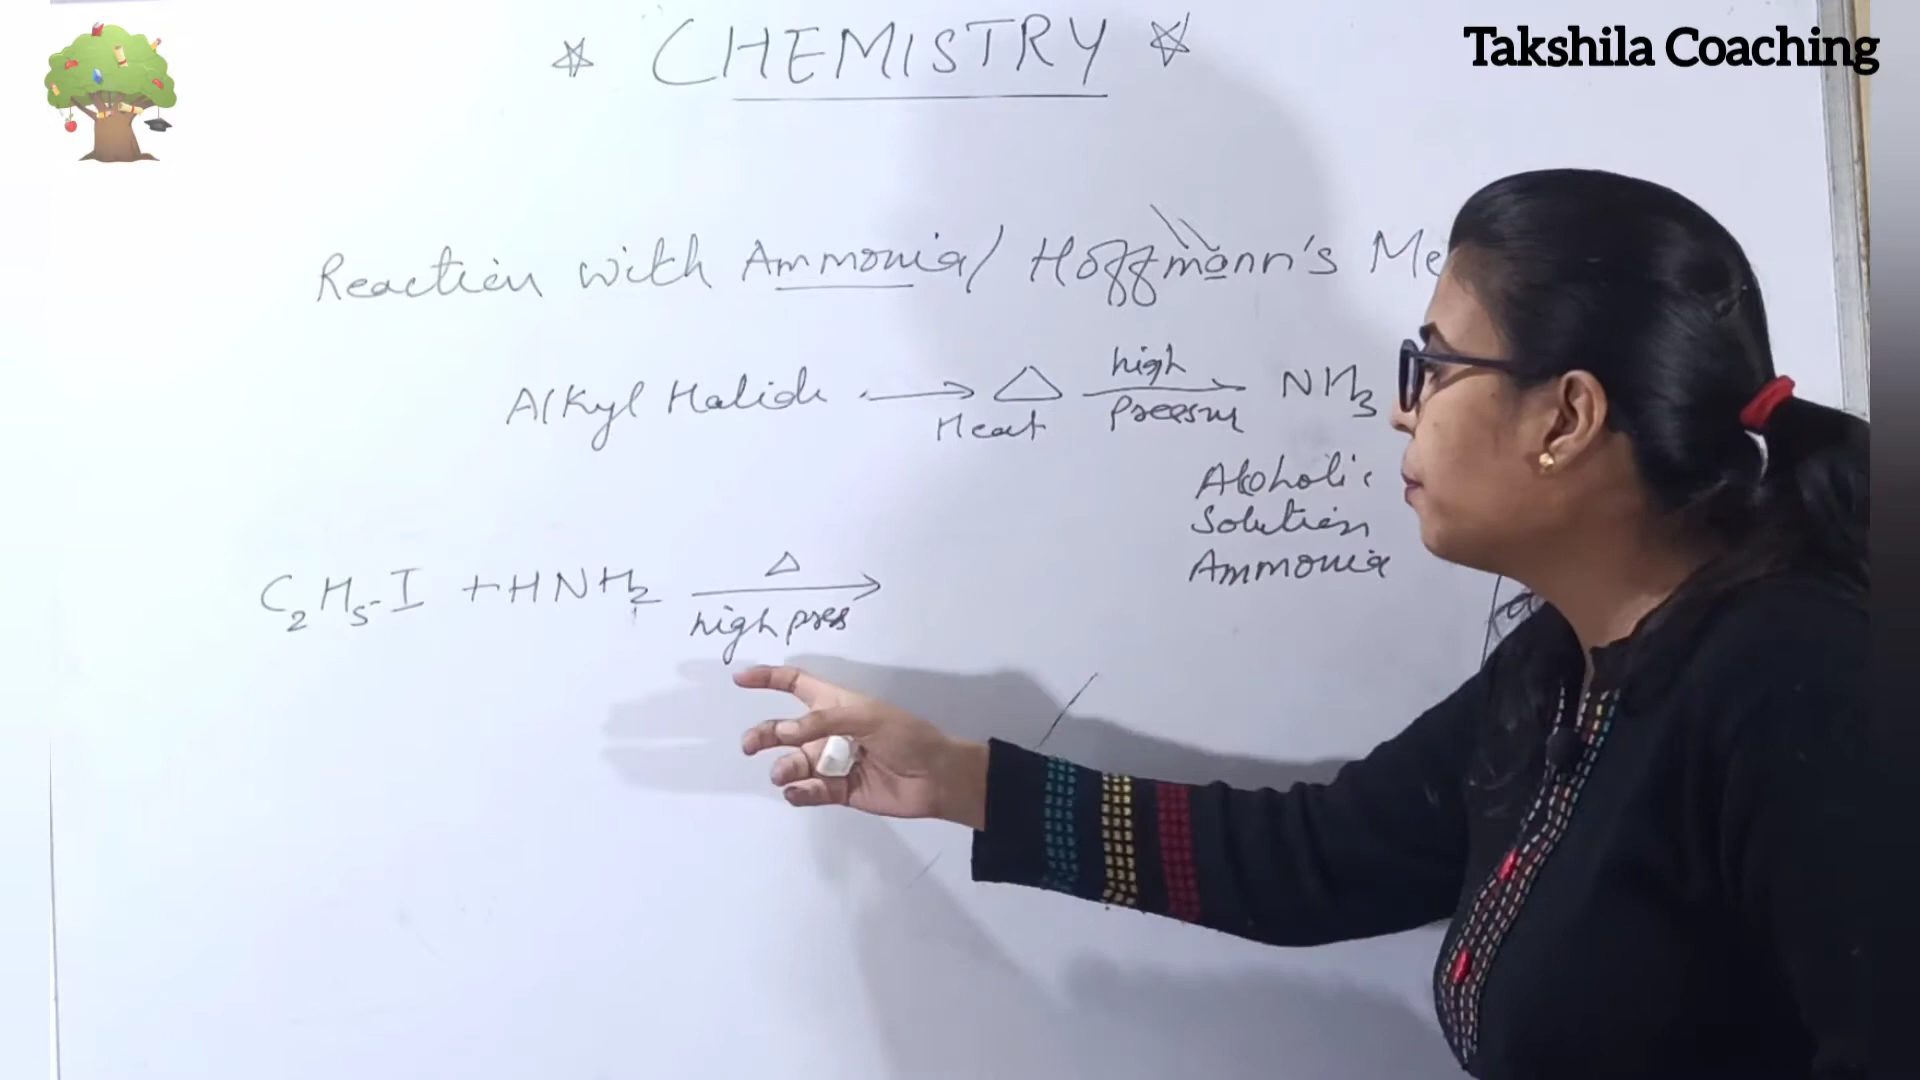 Takshila Coaching
CHEMISTRY
Reaction with Ammonia/ Hoffmann's Me
Alkyl Halide → △ Heat high pressur → NH3
Alcoholic
Solution
Ammonia
C2H5-I + HNH2 △ high pres →